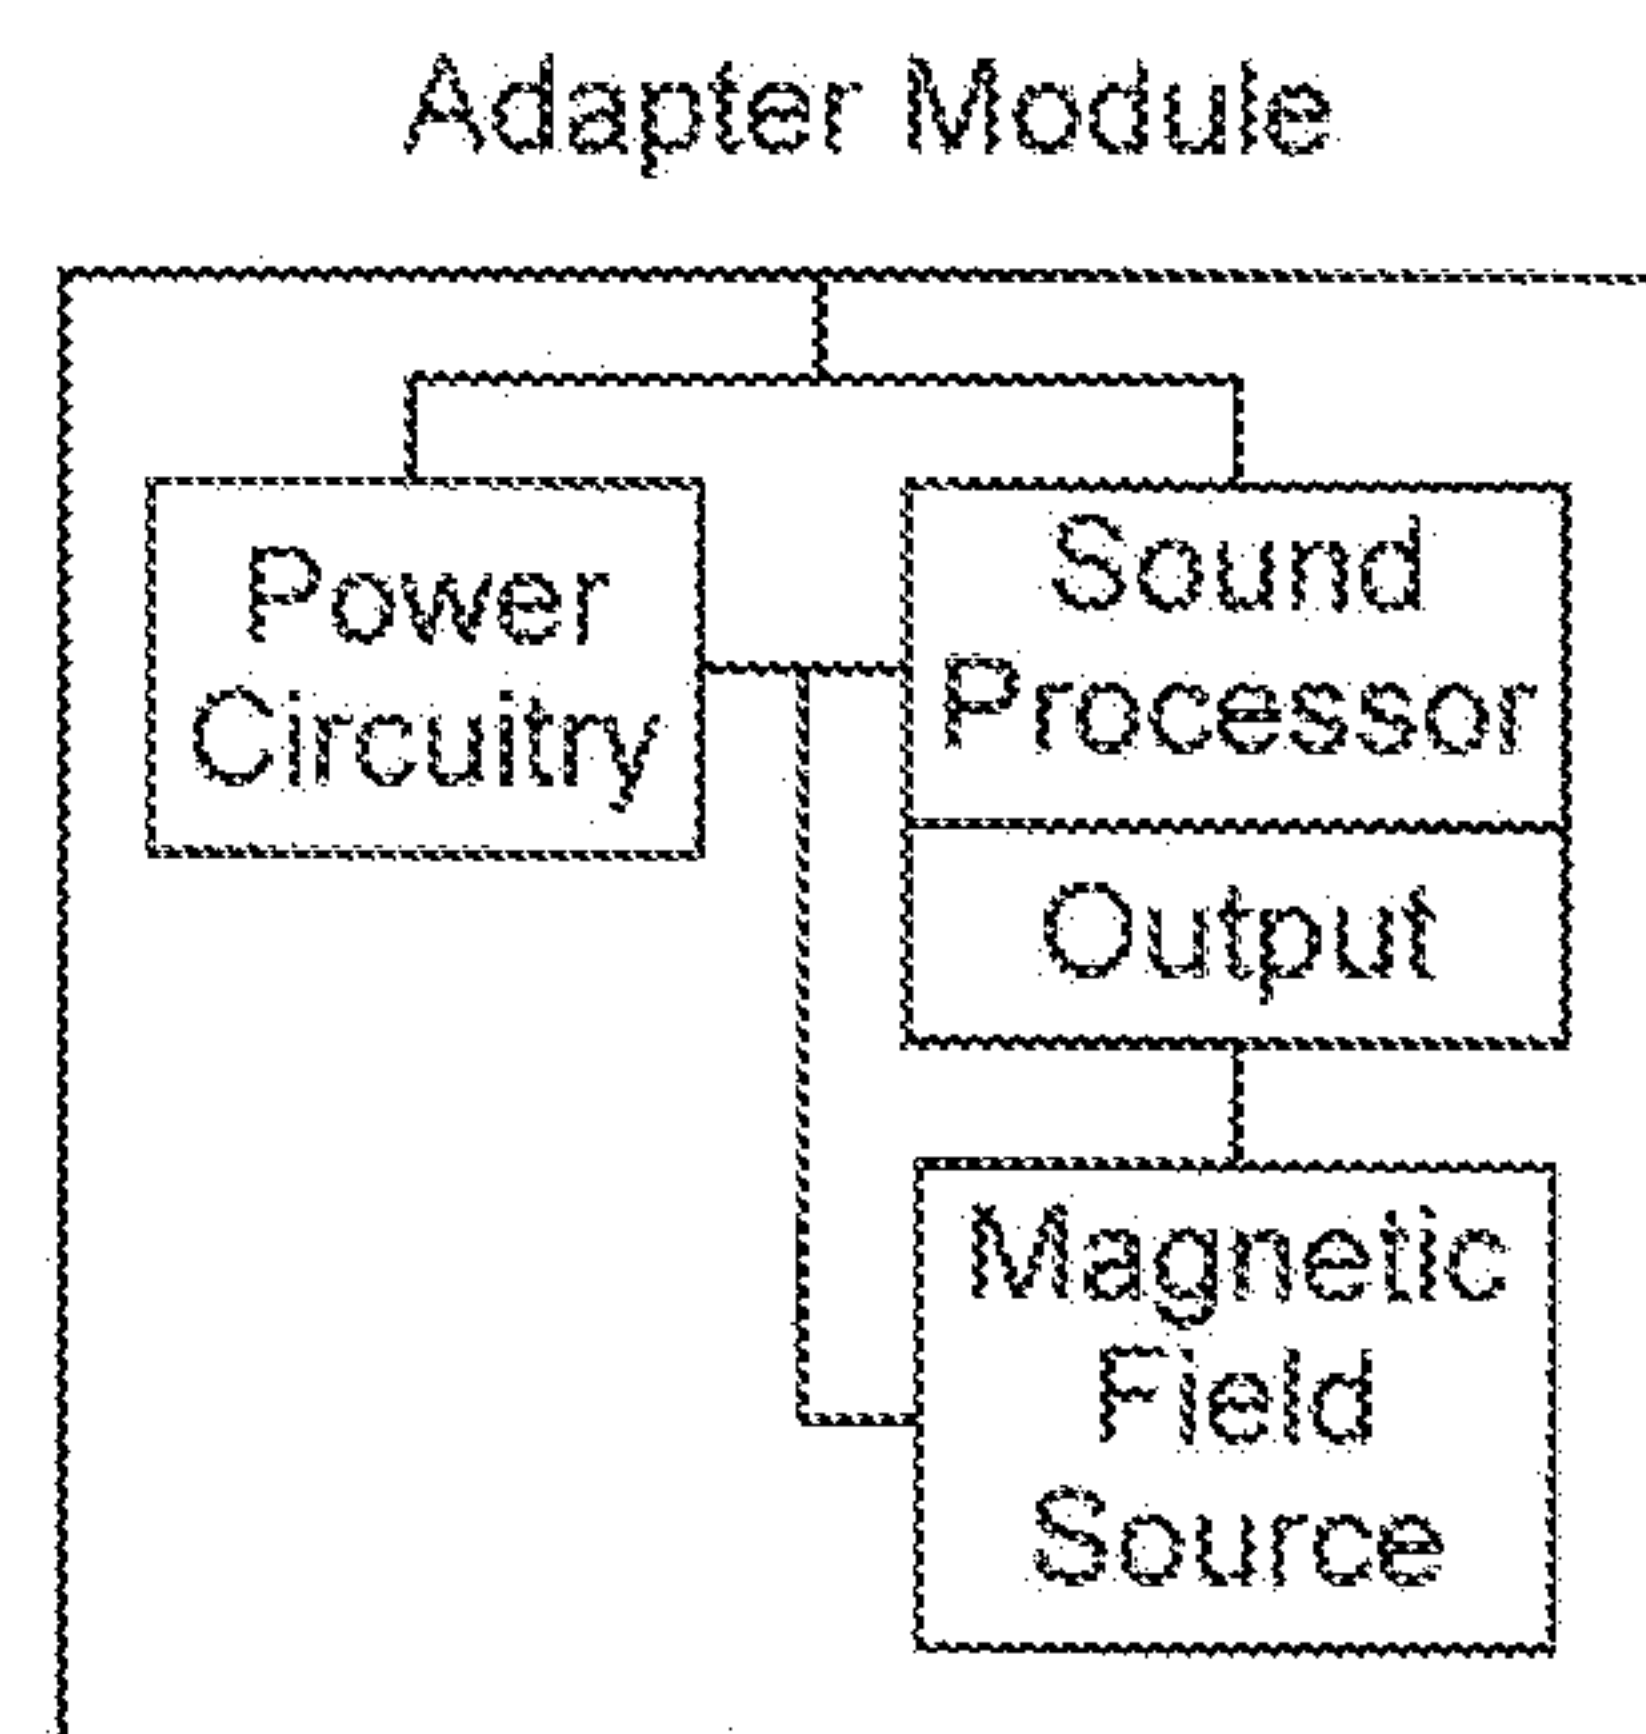 Adapter Module
Power
Circuitry
Sound
Processor
Output
Magnetic
Field
Source